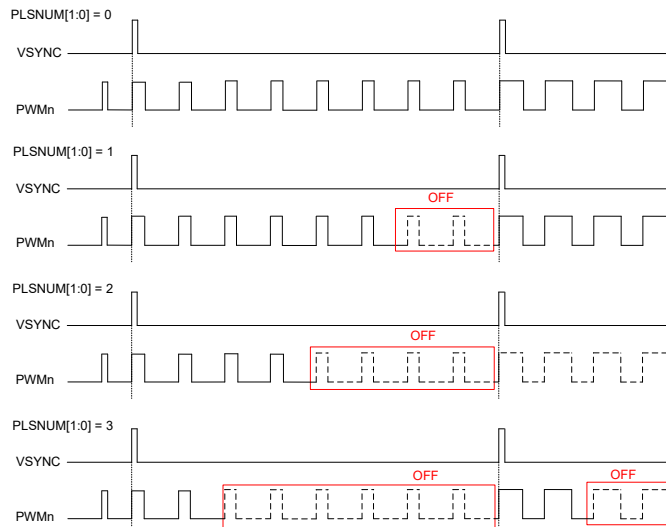 PLSNUM[1:0] = 0
VSYNC
PWMn
PLSNUM[1:0] = 1
VSYNC
OFF
PWMn
PLSNUM[1:0] = 2
VSYNC
OFF
PWMn
PLSNUM[1:0] = 3
VSYNC
OFF OFF
PWMn